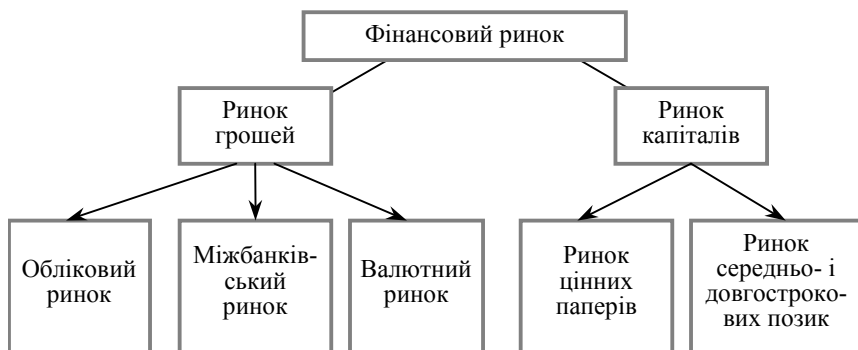 Фінансовий ринок
Ринок
грошей
Ринок
капіталів
Обліковий
ринок
Міжбанків-
ський
ринок
Валютний
ринок
Ринок
цінних
паперів
Ринок
середньо- і
довгостроко-
вих позик